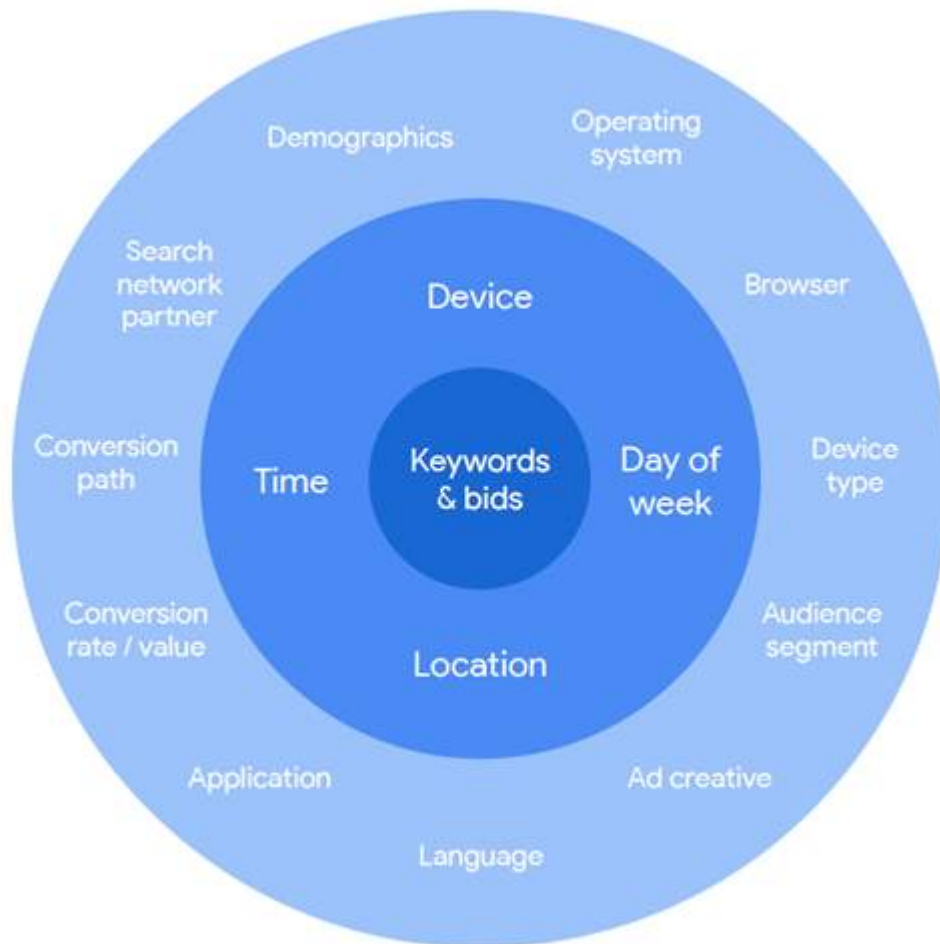 Demographics
Operating
system
Search
network
partner
Device
Browser
Conversion
path
Time
Keywords
& bids
Day of
week
Device
type
Conversion
rate / value
Location
Audience
segment
Application
Ad creative
Language